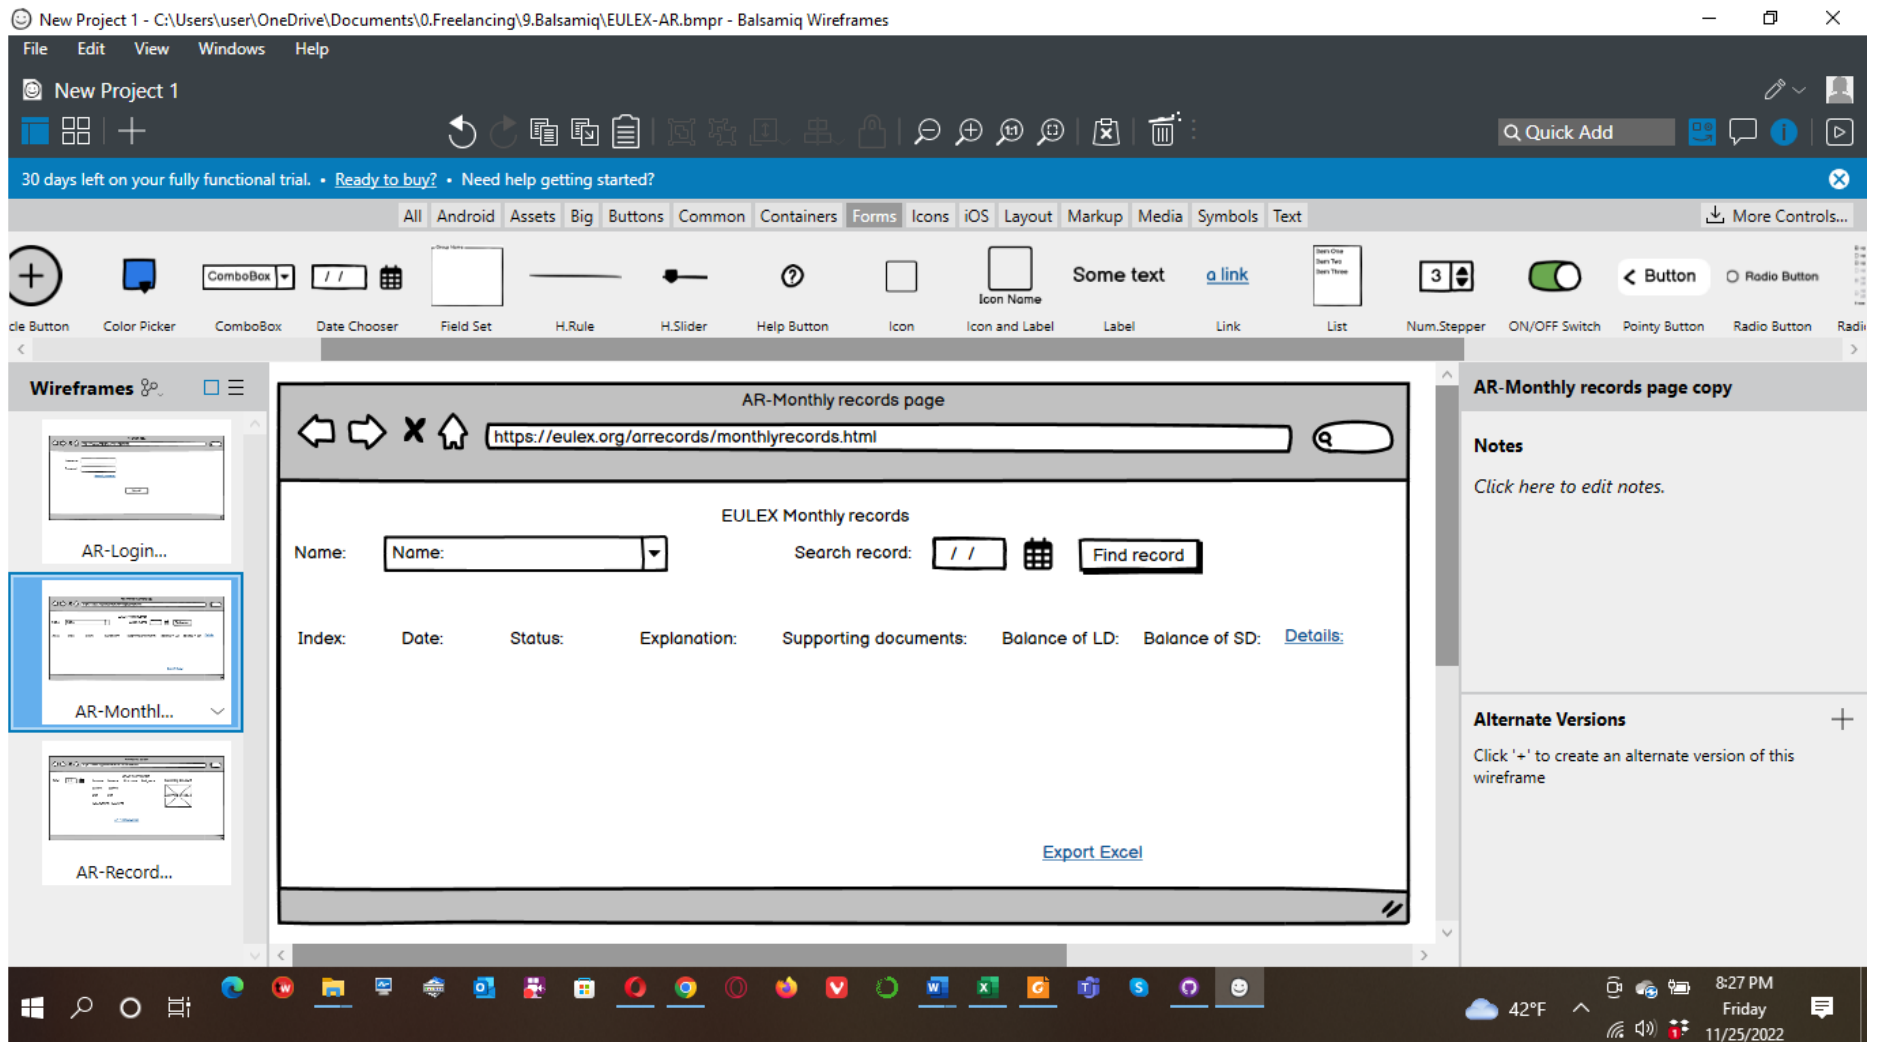 New Project 1 - C:\Users\user\OneDrive\Documents\0.Freelancing\9.Balsamiq\EULEX-AR.bmpr - Balsamiq Wireframes
File Edit View Windows Help
New Project 1
Quick Add
30 days left on your fully functional trial. • Ready to buy? • Need help getting started?
All Android Assets Big Buttons Common Containers Forms Icons iOS Layout Markup Media Symbols Text More Controls...
ComboBox / / Icon Name Some text a link Item One Item Two Item Three 3 Button Radio Button
cle Button Color Picker ComboBox Date Chooser Field Set H.Rule H.Slider Help Button Icon Icon and Label Label Link List Num.Stepper ON/OFF Switch Pointy Button Radio Button Radi
Wireframes
AR-Login...
AR-Monthl...
AR-Record...
AR-Monthly records page
https://eulex.org/arrecords/monthlyrecords.html
EULEX Monthly records
Name: Name: Search record: / / Find record
Index: Date: Status: Explanation: Supporting documents: Balance of LD: Balance of SD: Details:
Export Excel
AR-Monthly records page copy
Notes
Click here to edit notes.
Alternate Versions
Click '+' to create an alternate version of this
wireframe
42°F
8:27 PM
Friday
11/25/2022